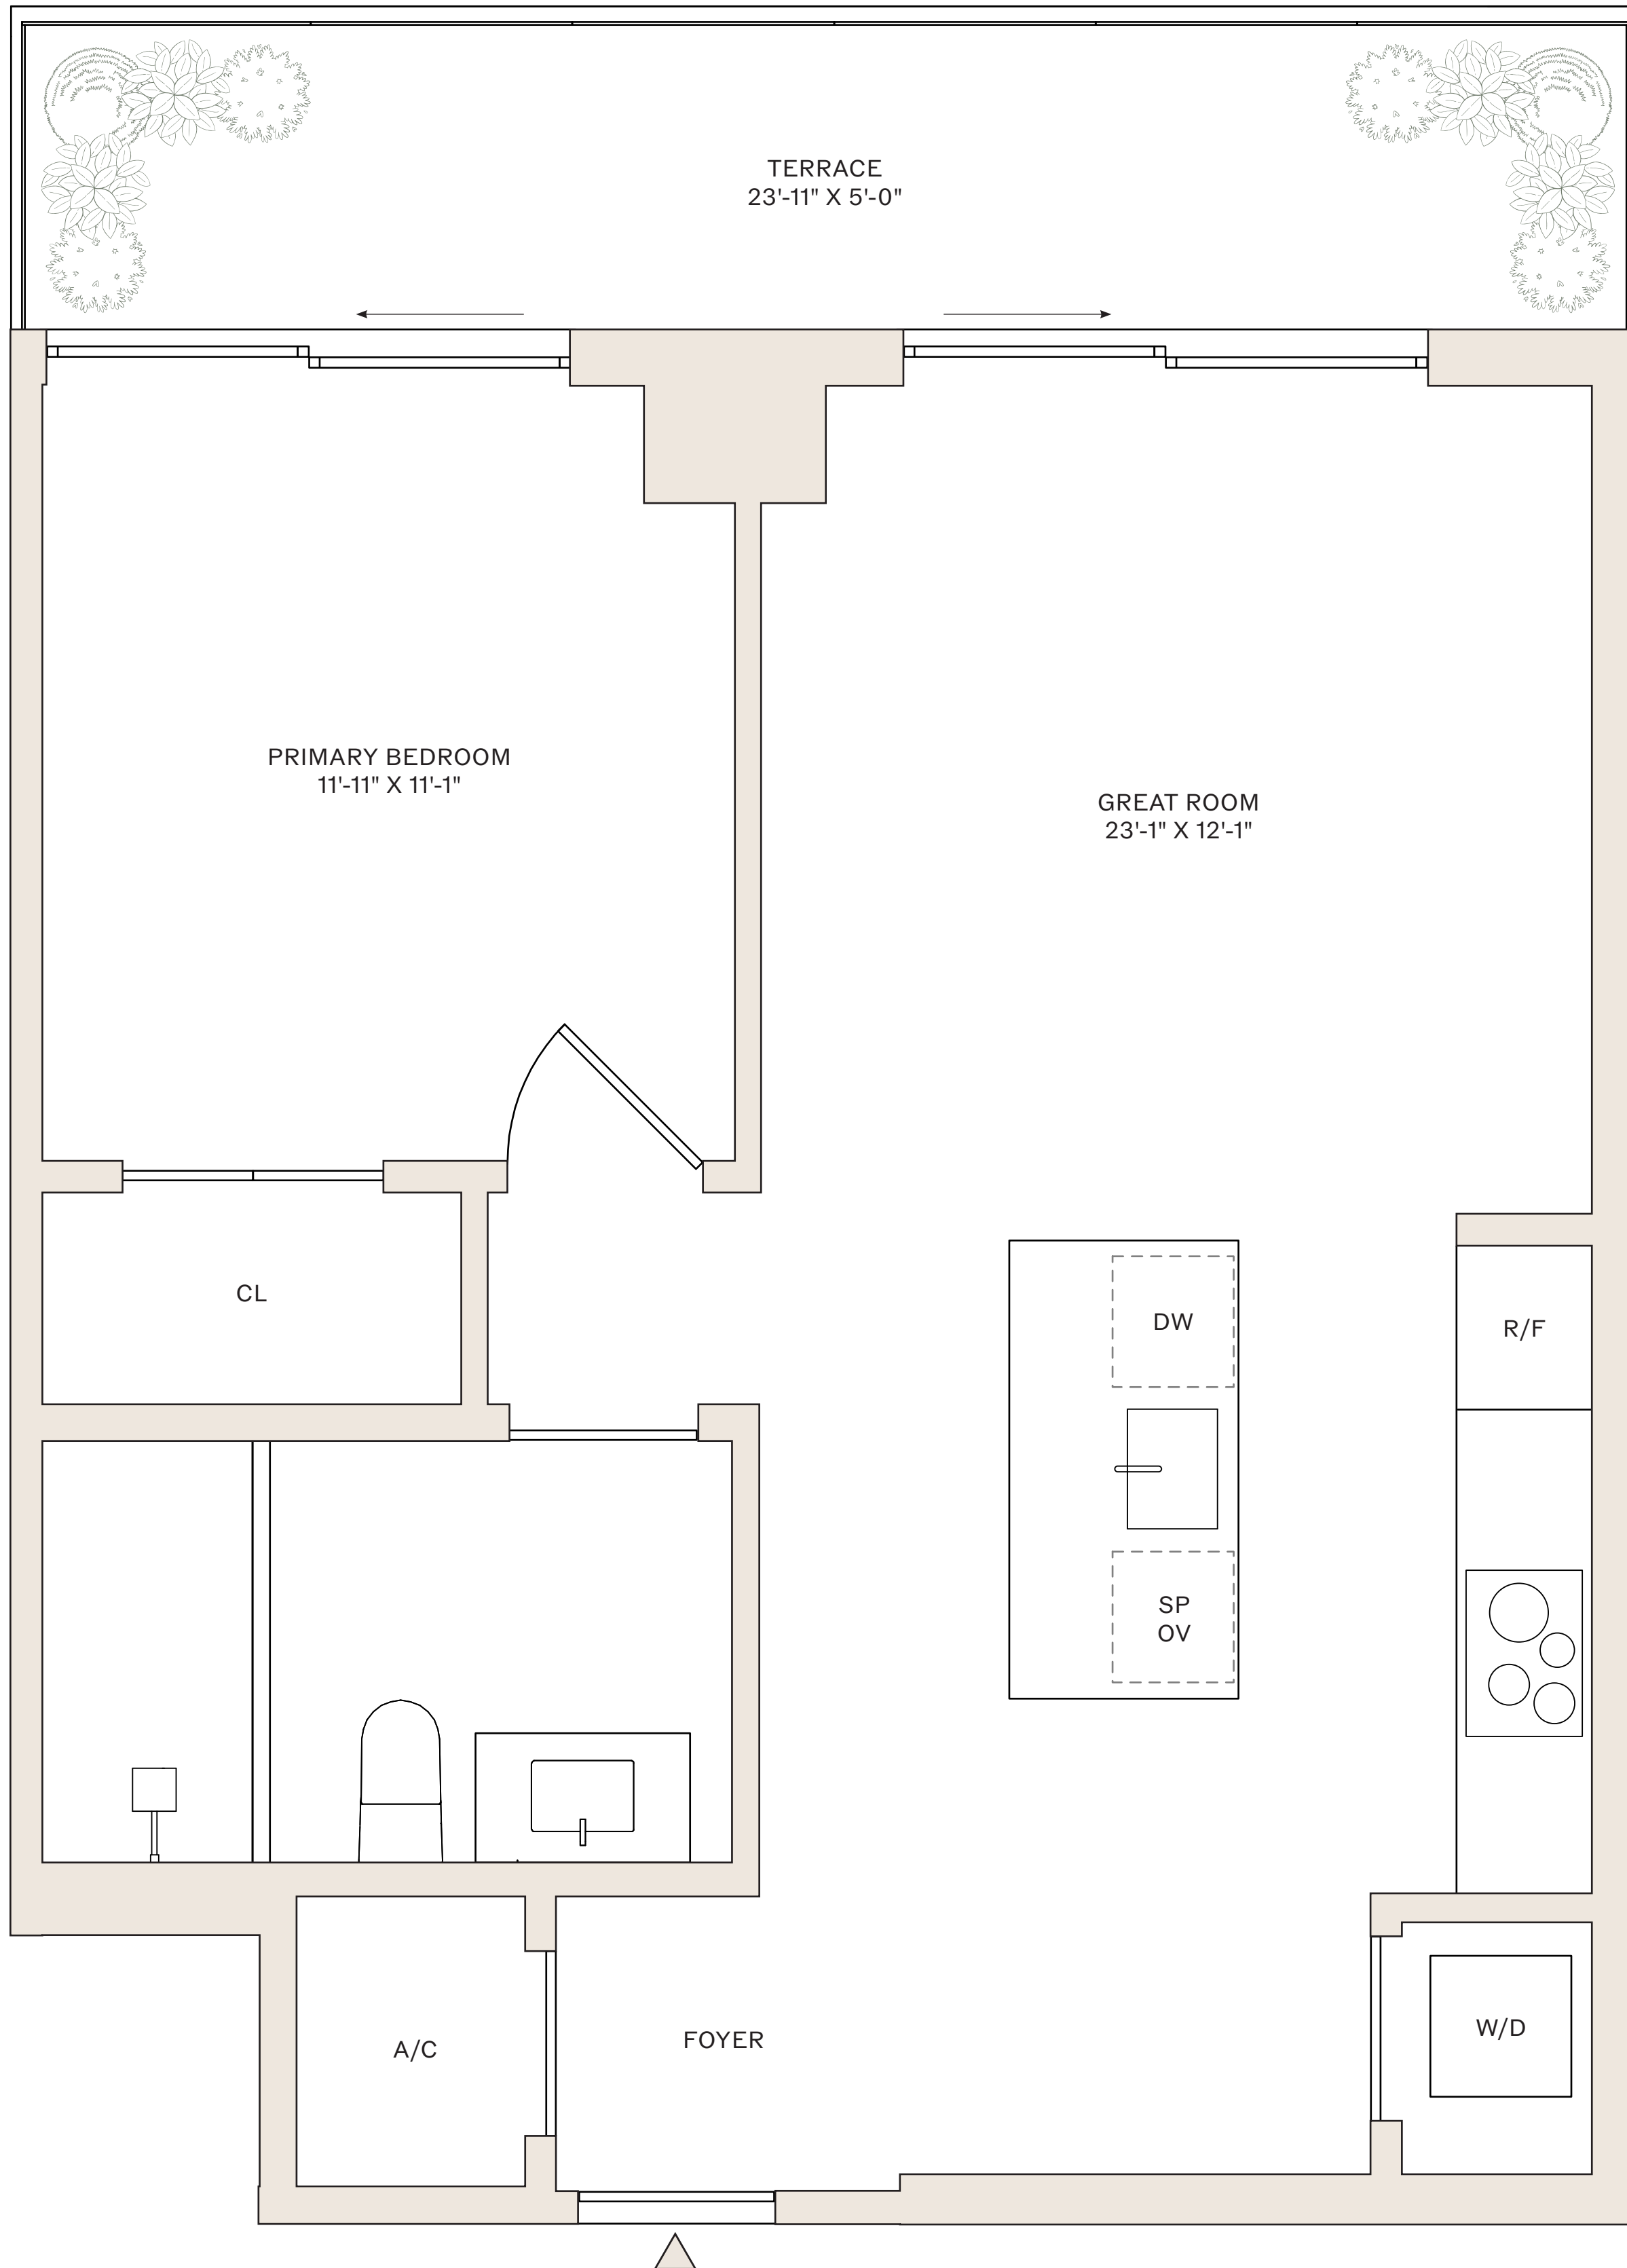 TERRACE
23'-11" X 5'-0"
PRIMARY BEDROOM
11'-11" X 11'-1"
GREAT ROOM
23'-1" X 12'-1"
CL
DW
R/F
SP
OV
A/C
FOYER
W/D